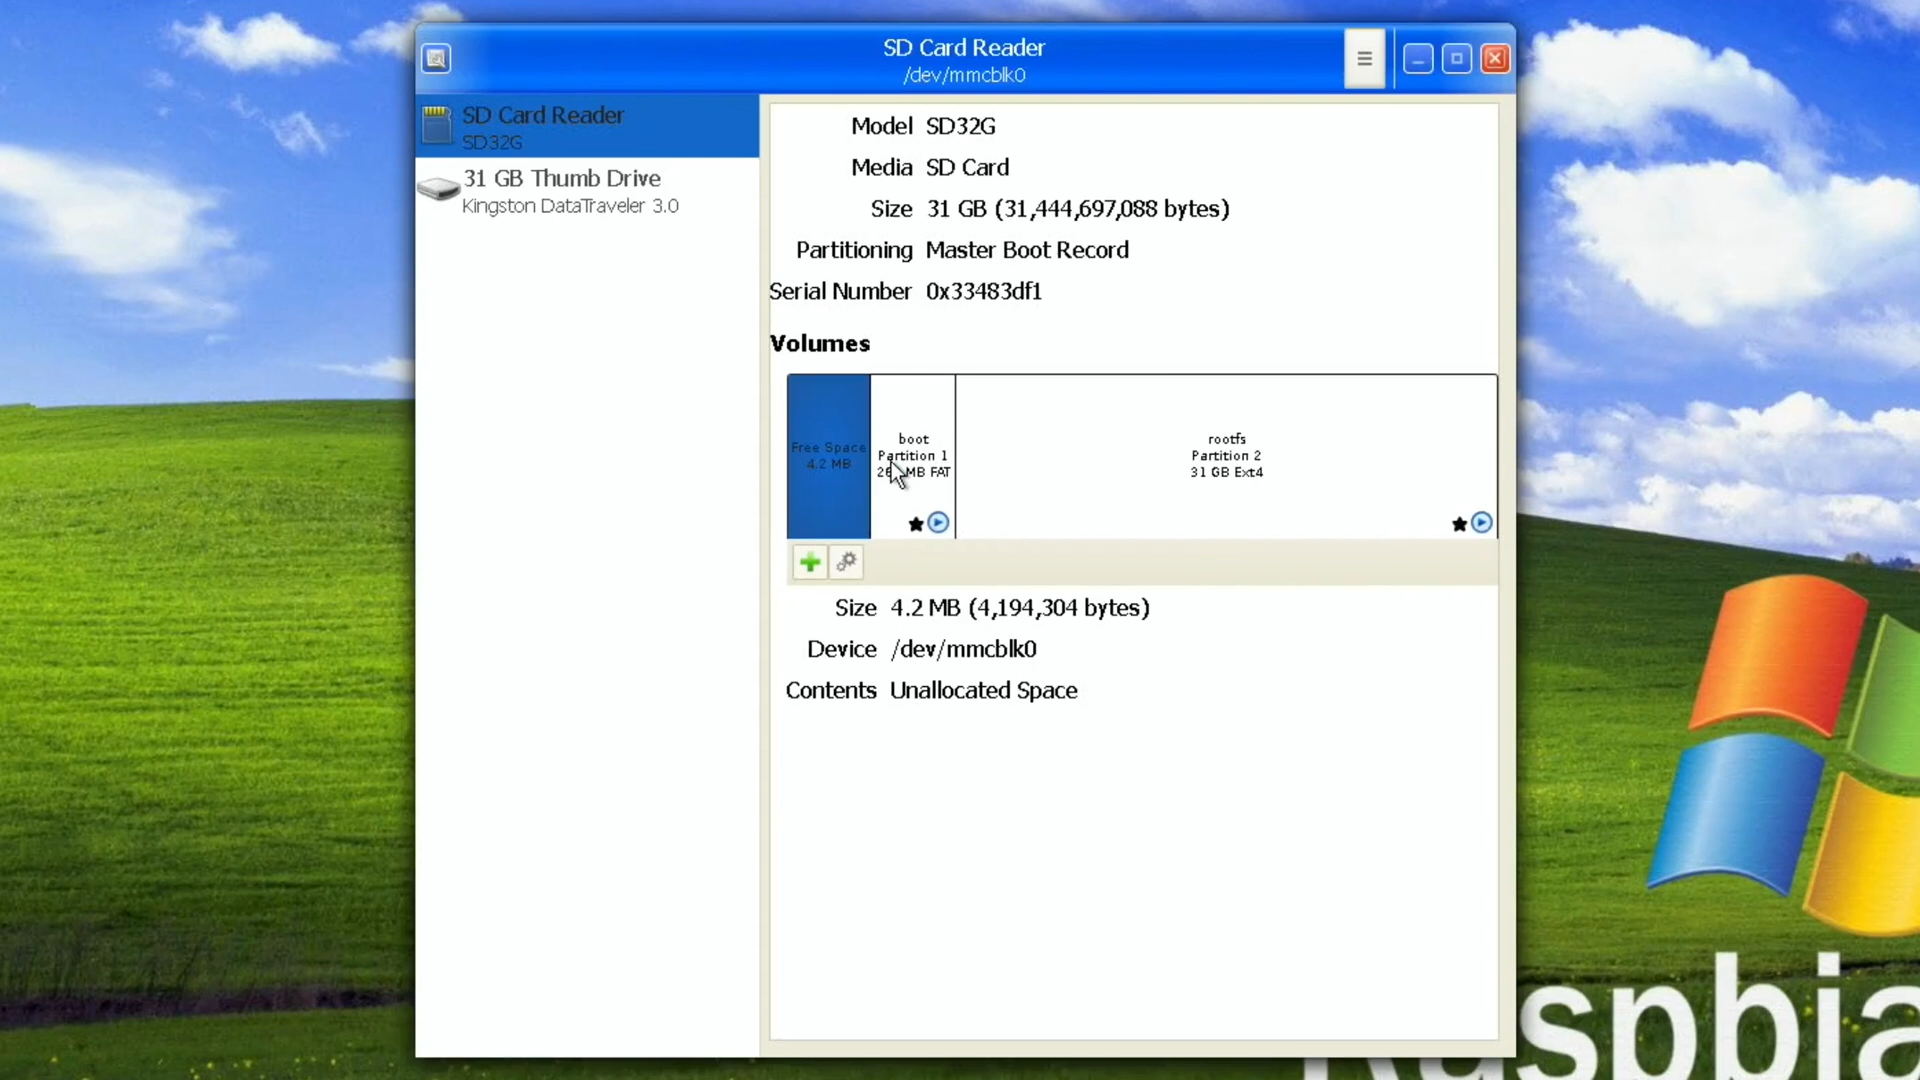 SD Card Reader
/dev/mmcblk0
SD Card Reader
SD32G
31 GB Thumb Drive
Kingston DataTraveler 3.0
Model SD32G
Media SD Card
Size 31 GB (31,444,697,088 bytes)
Partitioning Master Boot Record
Serial Number 0x33483df1
Volumes
Free Space
4.2 MB
boot
Partition 1
MB FAT
rootfs
Partition 2
31 GB Ext4
Size 4.2 MB (4,194,304 bytes)
Device /dev/mmcblk0
Contents Unallocated Space